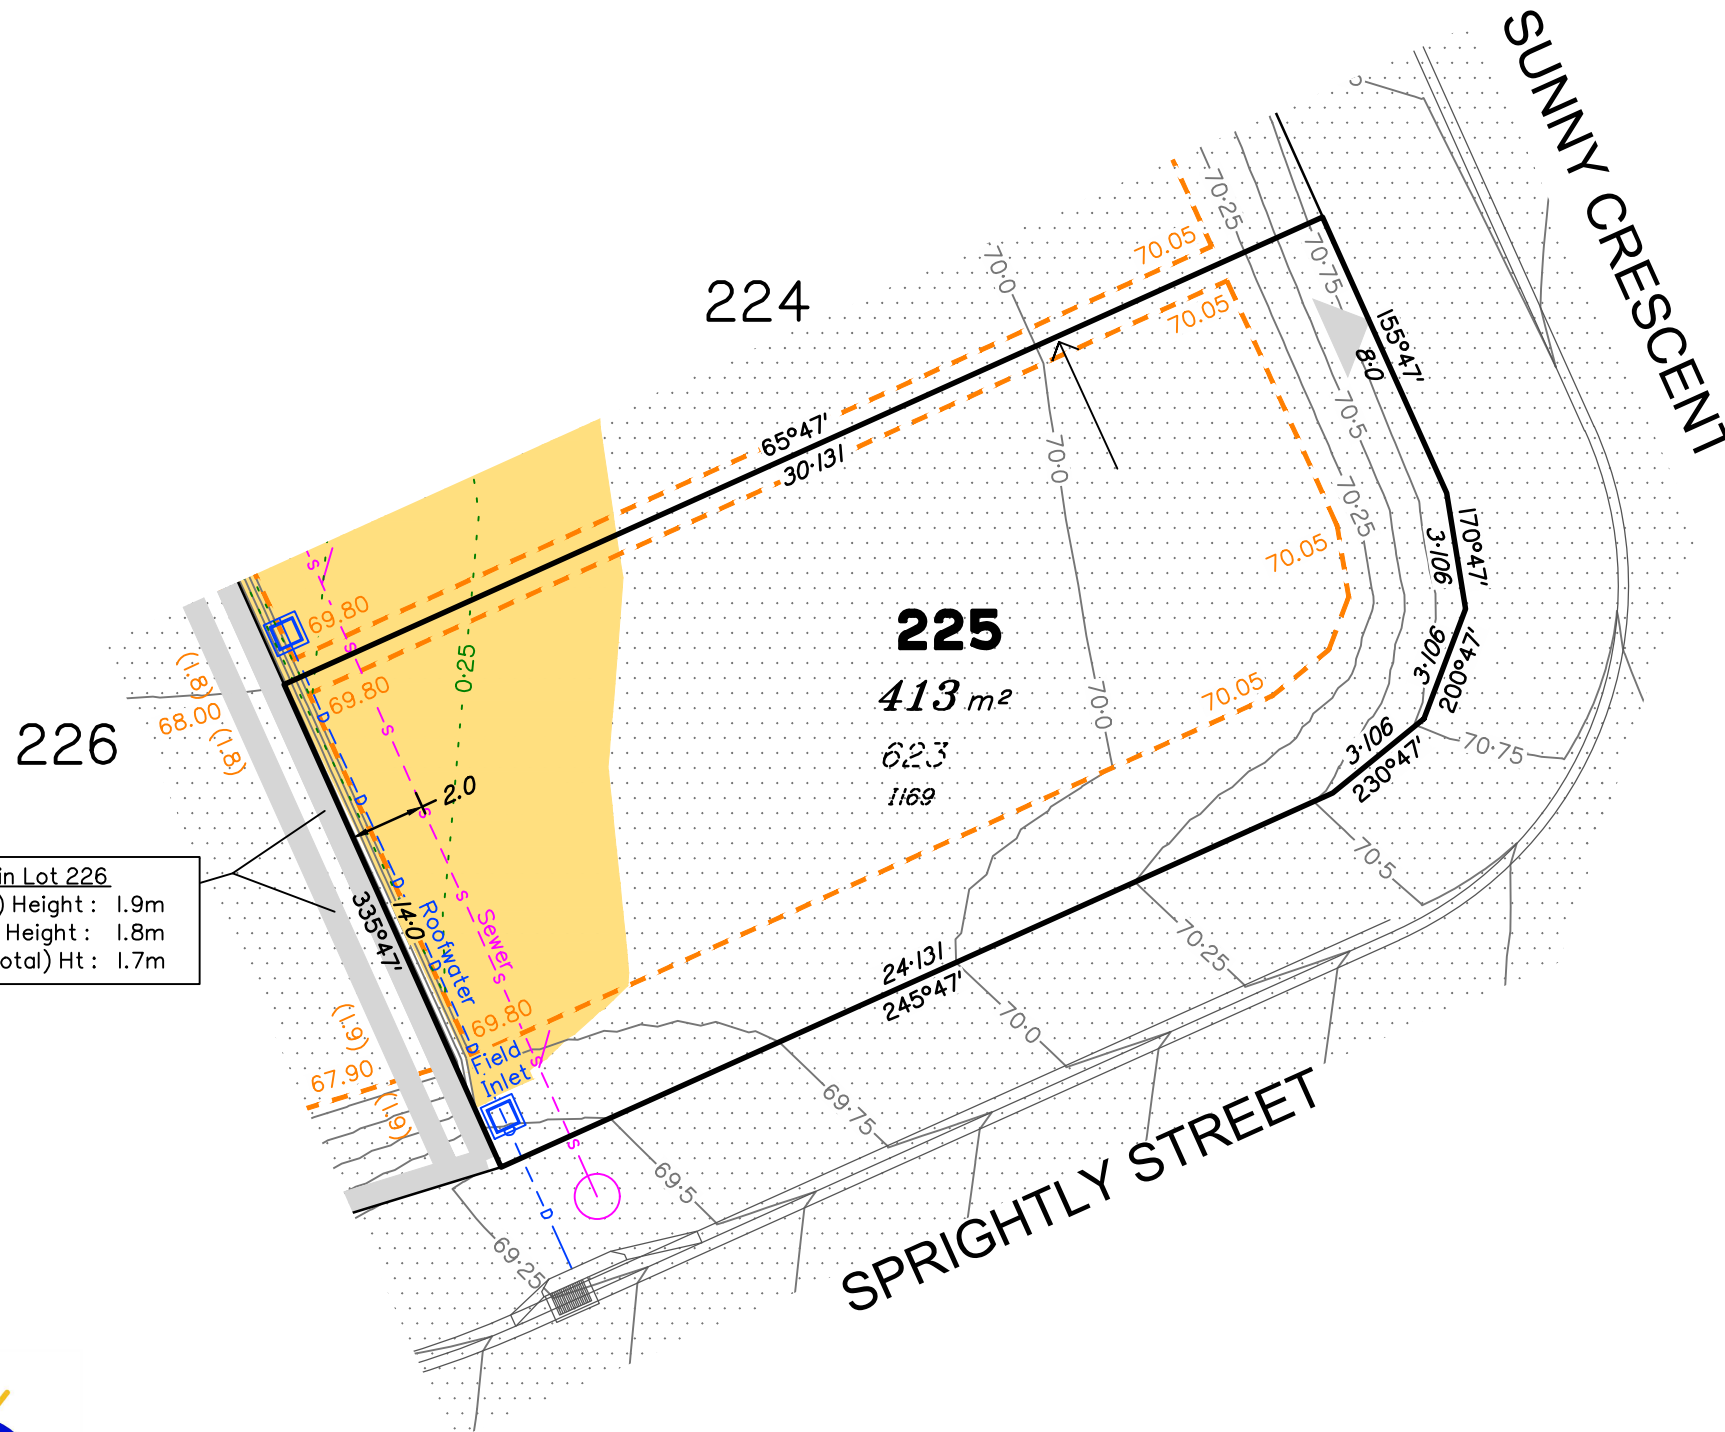 SUNNY CRESCENT
70·25
70.05
70·0
70·75
224
70.05
155°47'
8·0
65°47'
30·131
70·5
70·0
70·25
170°47'
3·106
70.05
S
69.80
S
225
3·106
200°47'
0·25
(1.8)
69.80
70.05
413 m²
68.00
(1.8)
D
S
70·0
226
623
3·106
230°47'
70·75
1169
D
2.0
S
in Lot 226
) Height : 1.9m
Height : 1.8m
otal) Ht : 1.7m
D
S
335°47'
14·0
Roofwater
Sewer
D
S
70·5
70·25
24·131
245°47'
(1.9)
69.80
70·0
D
Field
Inlet
S
67.90
(1.9)
69·75
D
S
69·5
SPRIGHTLY STREET
D
69·25